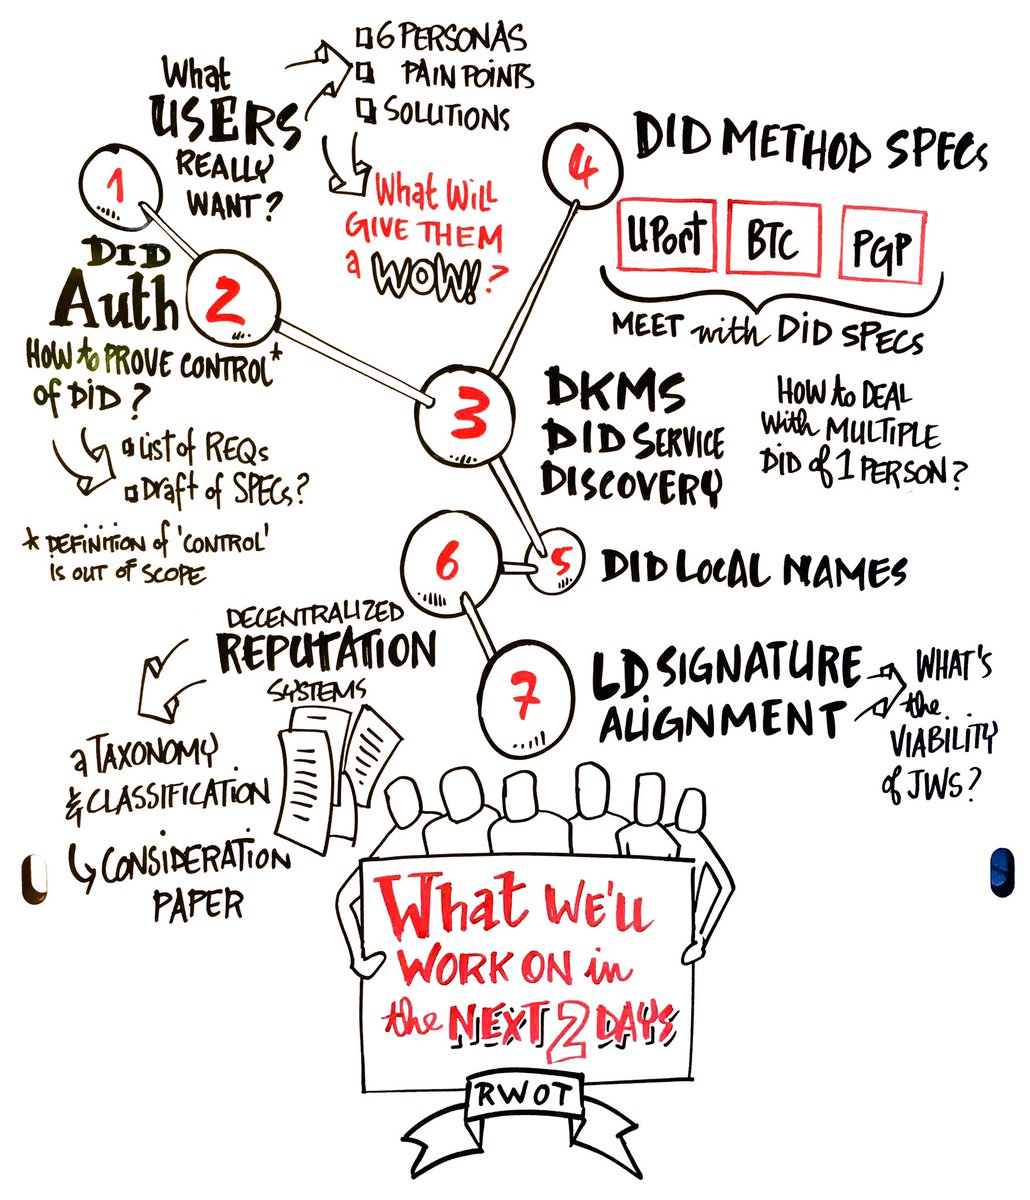 1
What
USERS
REALLY
WANT?
6 PERSONAS
PAIN POINTS
SOLUTIONS
What WILL
GIVE THEM
a WOW!?
2
DID
Auth
HOW to PROVE CONTROL*
of DID?
List of REQs
DRAFT of SPECs?
* DEFINITION of 'CONTROL'
is OUT OF SCOPE
3
DKMS
DID SERVICE
DISCOVERY
HOW to DEAL
with MULTIPLE
DID of 1 PERSON?
4
DID METHOD SPECs
UPort
BTC
PGP
MEET with DID SPECs
5
DID LOCAL NAMES
6
DECENTRALIZED
REPUTATION
SYSTEMS
a TAXONOMY
& CLASSIFICATION
CONSIDERATION
PAPER
7
LD SIGNATURE
ALIGNMENT
WHAT'S
the
VIABILITY
of JWS?
What WE'LL
WORK ON in
the NEXT 2 DAYS
RWOT